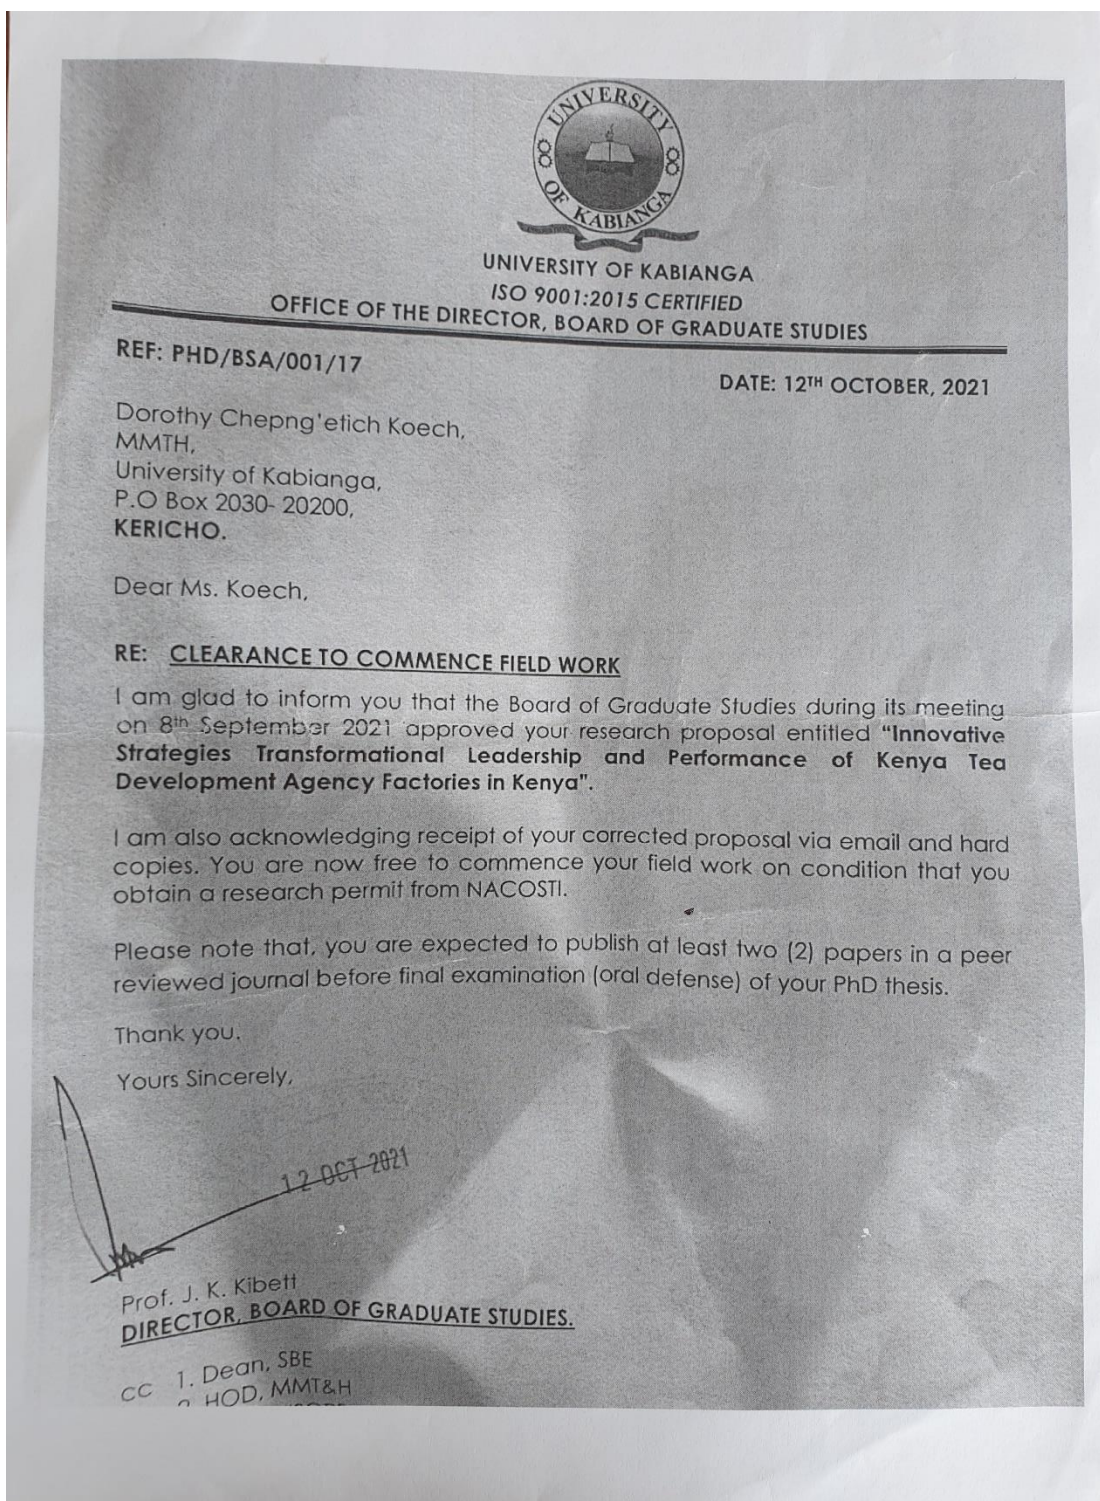 UNIVERSITY
OF KABIANGA
UNIVERSITY OF KABIANGA
ISO 9001:2015 CERTIFIED
OFFICE OF THE DIRECTOR, BOARD OF GRADUATE STUDIES
REF: PHD/BSA/001/17
DATE: 12TH OCTOBER, 2021
Dorothy Chepng'etich Koech,
MMTH,
University of Kabianga,
P.O Box 2030- 20200,
KERICHO.
Dear Ms. Koech,
RE: CLEARANCE TO COMMENCE FIELD WORK
I am glad to inform you that the Board of Graduate Studies during its meeting
on 8th September 2021 approved your research proposal entitled "Innovative
Strategies Transformational Leadership and Performance of Kenya Tea
Development Agency Factories in Kenya".
I am also acknowledging receipt of your corrected proposal via email and hard
copies. You are now free to commence your field work on condition that you
obtain a research permit from NACOSTI.
Please note that, you are expected to publish at least two (2) papers in a peer
reviewed journal before final examination (oral defense) of your PhD thesis.
Thank you.
Yours Sincerely,
12 OCT 2021
Prof. J. K. Kibett
DIRECTOR, BOARD OF GRADUATE STUDIES.
CC 1. Dean, SBE
2. HOD, MMT&H